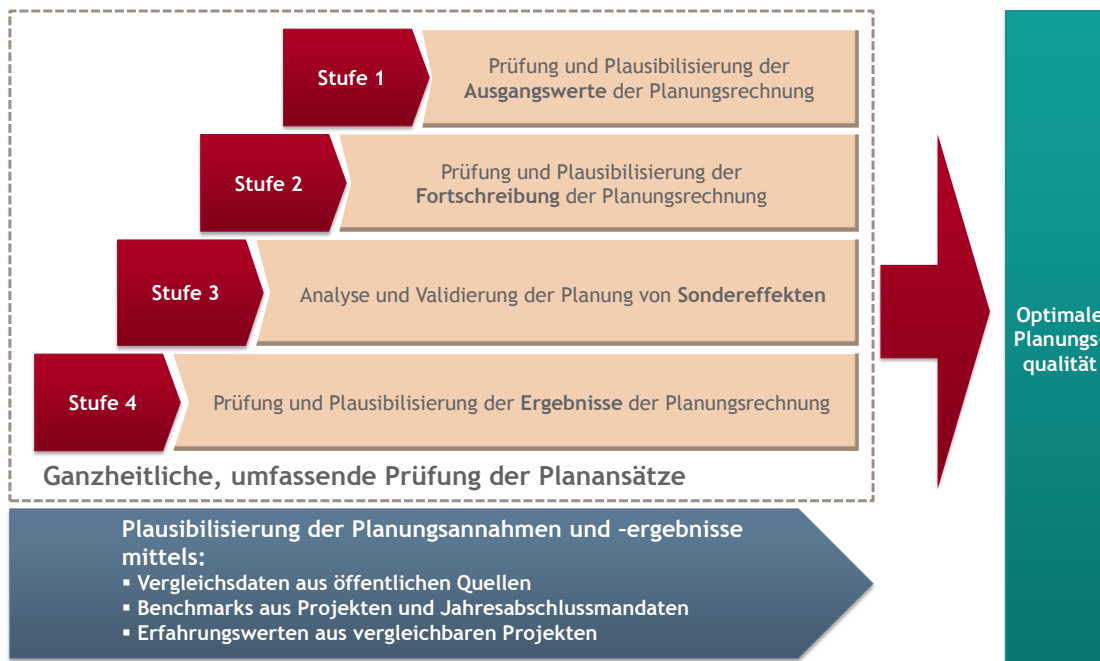 Stufe 1
Prüfung und Plausibilisierung der
Ausgangswerte der Planungsrechnung
Stufe 2
Prüfung und Plausibilisierung der
Fortschreibung der Planungsrechnung
Stufe 3
Analyse und Validierung der Planung von Sondereffekten
Stufe 4
Prüfung und Plausibilisierung der Ergebnisse der Planungsrechnung
Ganzheitliche, umfassende Prüfung der Planansätze
Plausibilisierung der Planungsannahmen und -ergebnisse
mittels:
▪ Vergleichsdaten aus öffentlichen Quellen
▪ Benchmarks aus Projekten und Jahresabschlussmandaten
▪ Erfahrungswerten aus vergleichbaren Projekten
Optimale
Planungs-
qualität